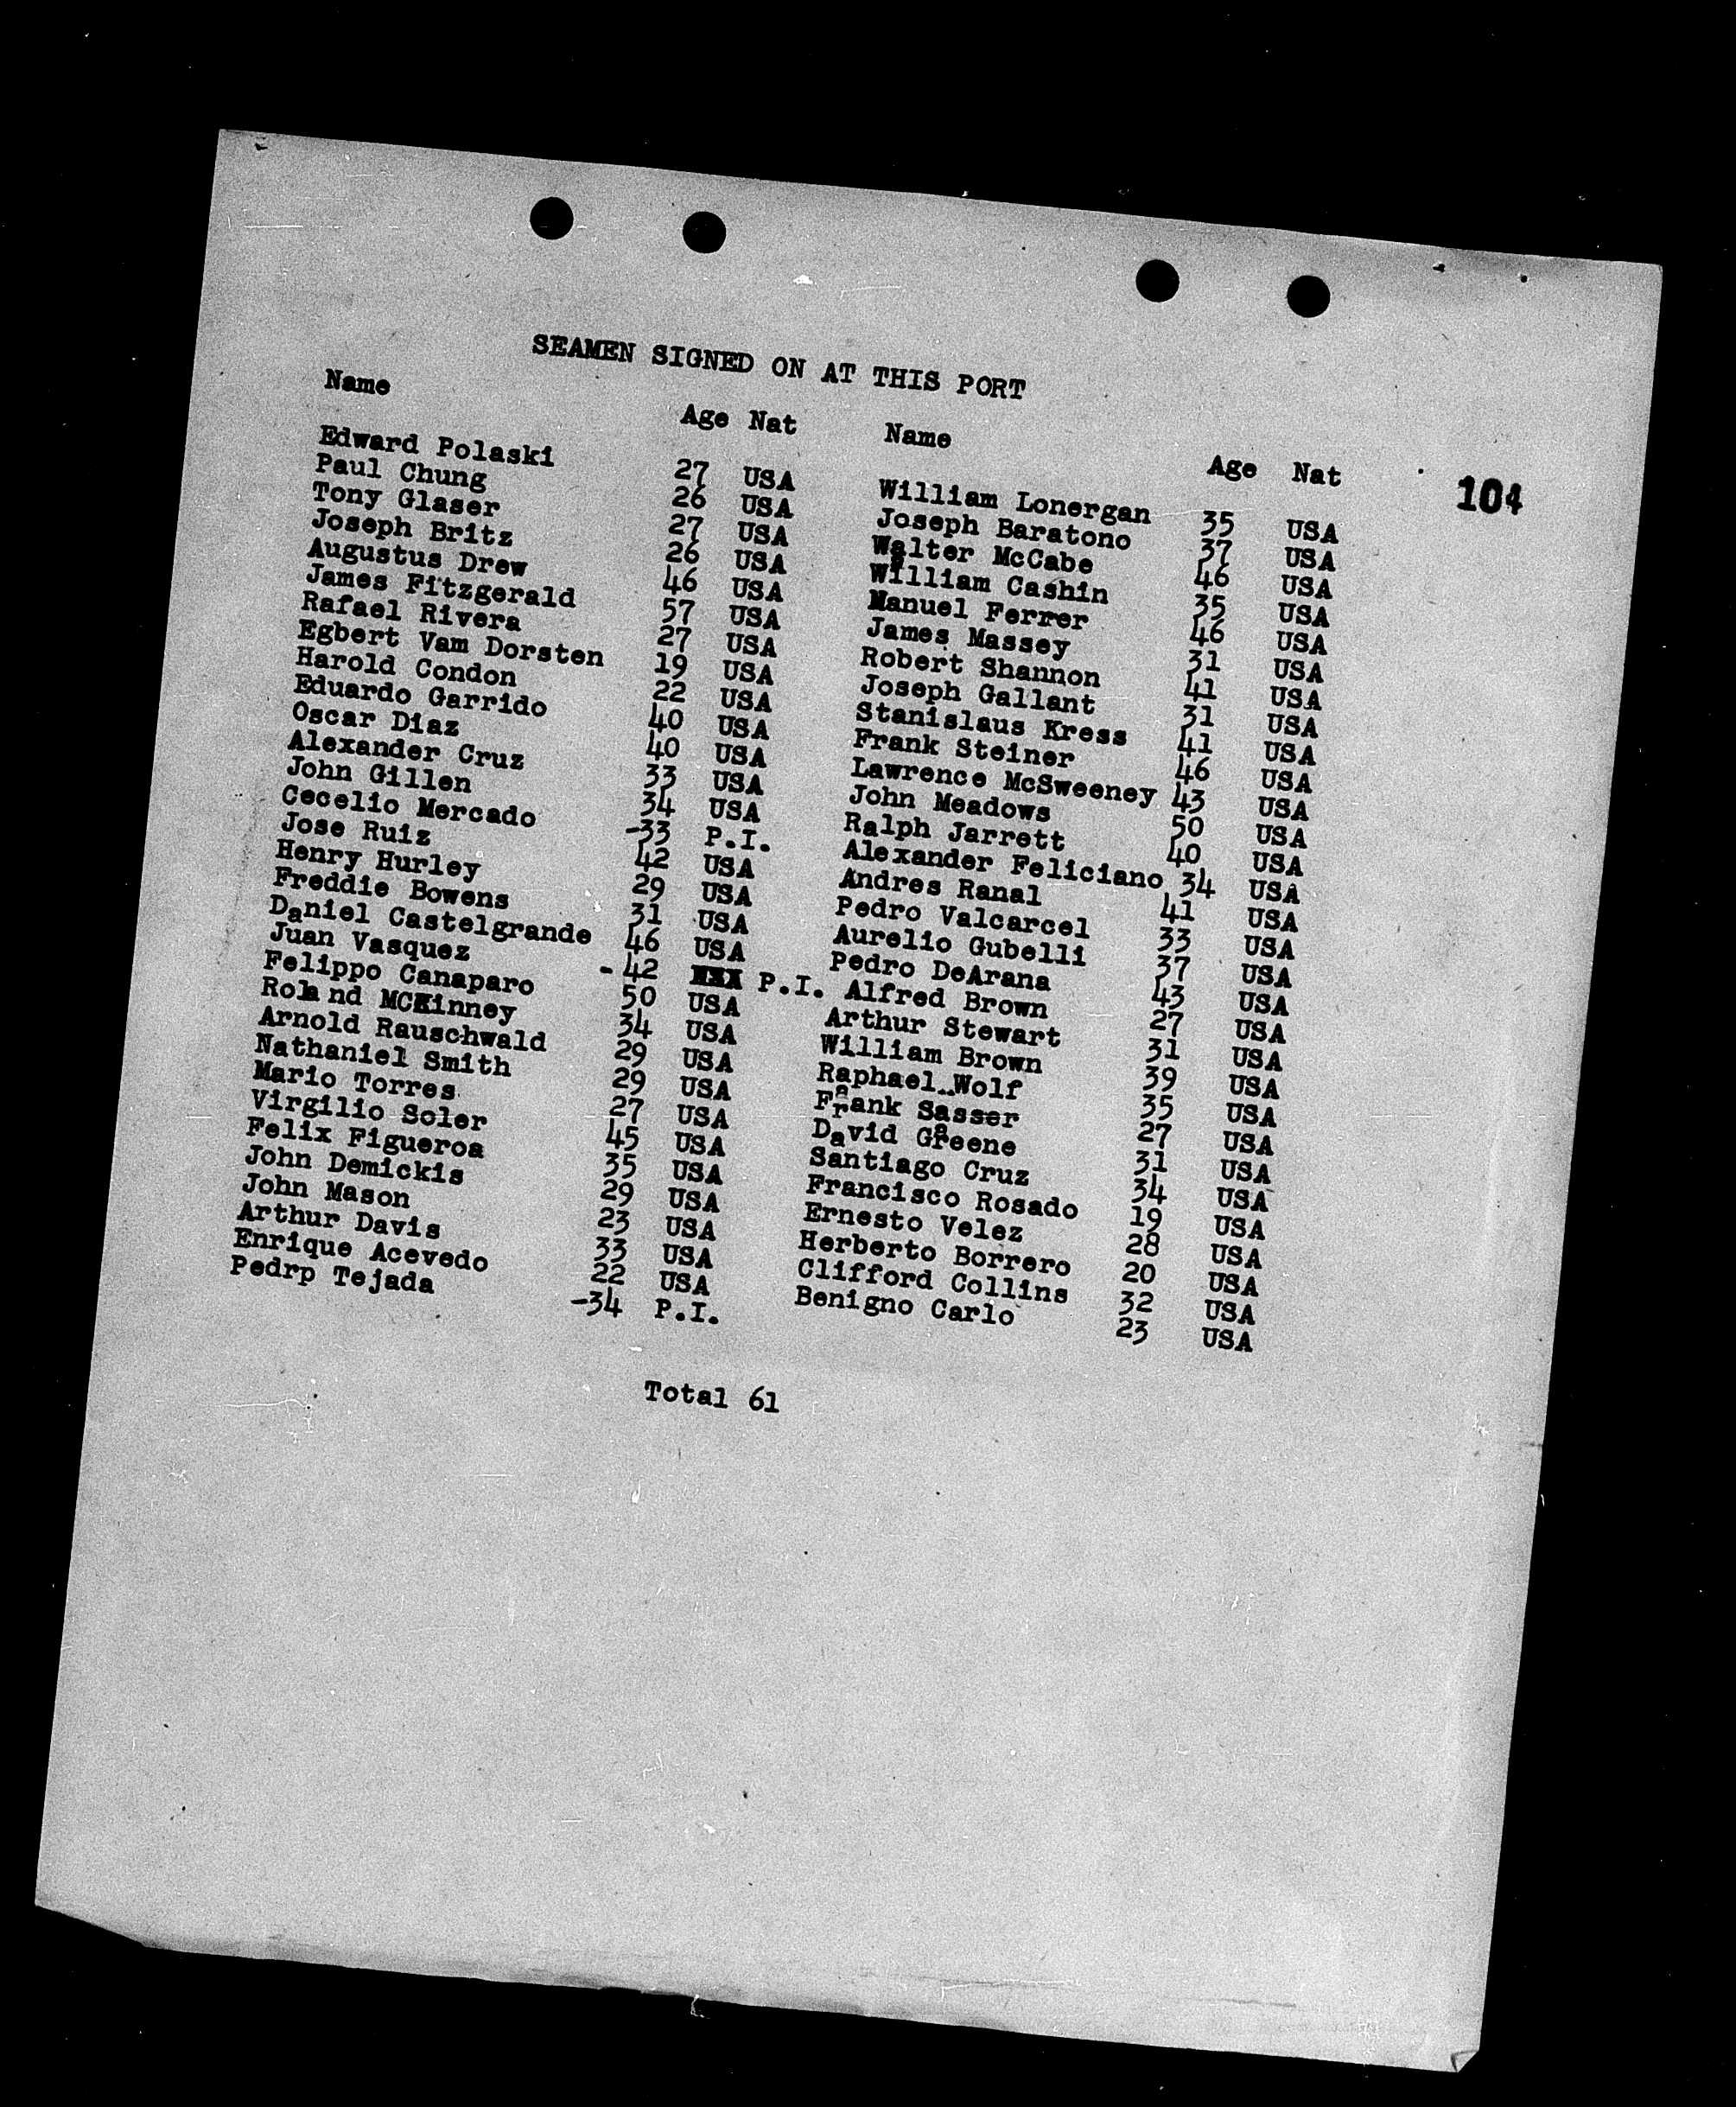 SEAMEN SIGNED ON AT THIS PORT
Name Age Nat Name Age Nat
104
Edward Polaski 27 USA William Lonergan 35 USA
Paul Chung 26 USA Joseph Baratono 37 USA
Tony Glaser 27 USA Walter McCabe 46 USA
Joseph Britz 26 USA William Cashin 35 USA
Augustus Drew 46 USA Manuel Ferrer 46 USA
James Fitzgerald 57 USA James Massey 31 USA
Rafael Rivera 27 USA Robert Shannon 41 USA
Egbert Vam Dorsten 19 USA Joseph Gallant 31 USA
Harold Condon 22 USA Stanislaus Kress 41 USA
Eduardo Garrido 40 USA Frank Steiner 46 USA
Oscar Diaz 40 USA Lawrence McSweeney 43 USA
Alexander Cruz 33 USA John Meadows 50 USA
John Gillen 34 USA Ralph Jarrett 40 USA
Cecelio Mercado -33 P.I. Alexander Feliciano 34 USA
Jose Ruiz 42 USA Andres Ranal 41 USA
Henry Hurley 29 USA Pedro Valcarcel 33 USA
Freddie Bowens 31 USA Aurelio Gubelli 37 USA
Daniel Castelgrande 46 USA Pedro DeArana 43 USA
Juan Vasquez -42 P.I. Alfred Brown 27 USA
Felippo Canaparo 50 USA Arthur Stewart 31 USA
Roland MCKinney 34 USA William Brown 39 USA
Arnold Rauschwald 29 USA Raphael Wolf 35 USA
Nathaniel Smith 29 USA Frank Sasser 27 USA
Mario Torres 27 USA David Greene 31 USA
Virgilio Soler 45 USA Santiago Cruz 34 USA
Felix Figueroa 35 USA Francisco Rosado 19 USA
John Demickis 29 USA Ernesto Velez 28 USA
John Mason 23 USA Herberto Borrero 20 USA
Arthur Davis 33 USA Clifford Collins 32 USA
Enrique Acevedo 22 USA Benigno Carlo 23 USA
Pedrp Tejada -34 P.I.
Total 61